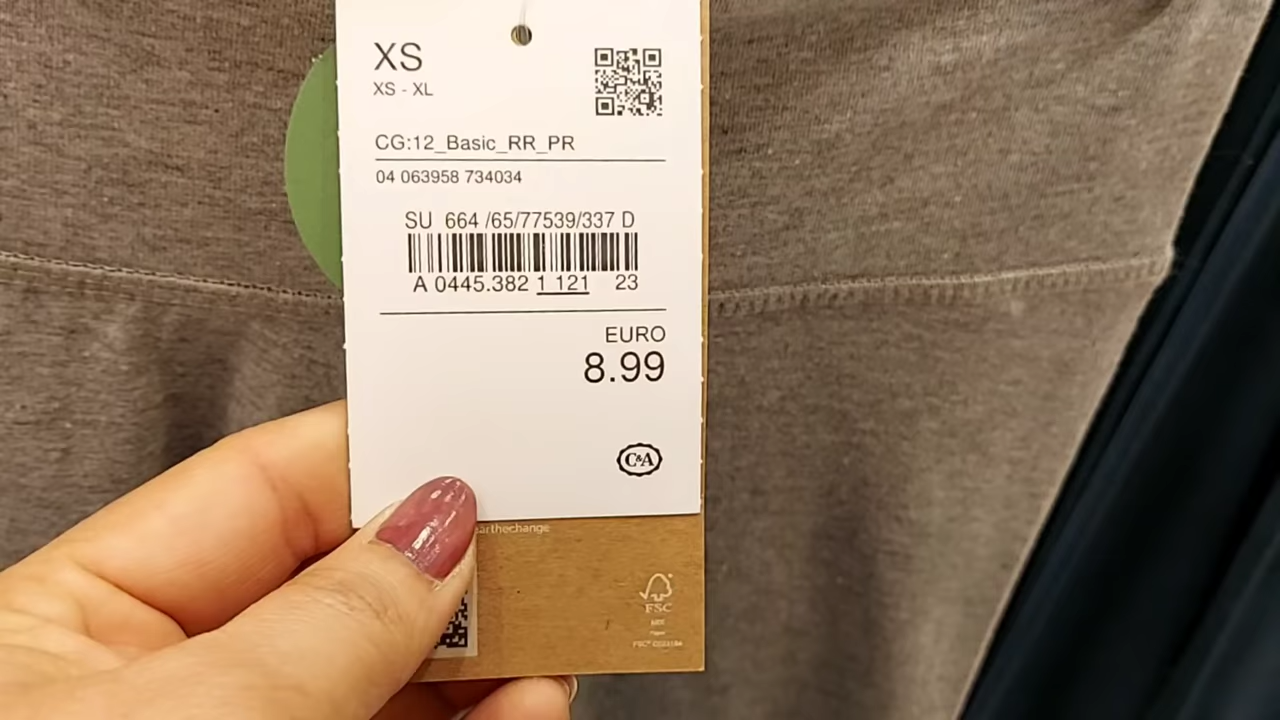 XS
XS - XL
CG:12_Basic_RR_PR
04 063958 734034
SU 664 /65/77539/337 D
A 0445.382 1 121 23
EURO
8.99
C&A
earthechange
FSC